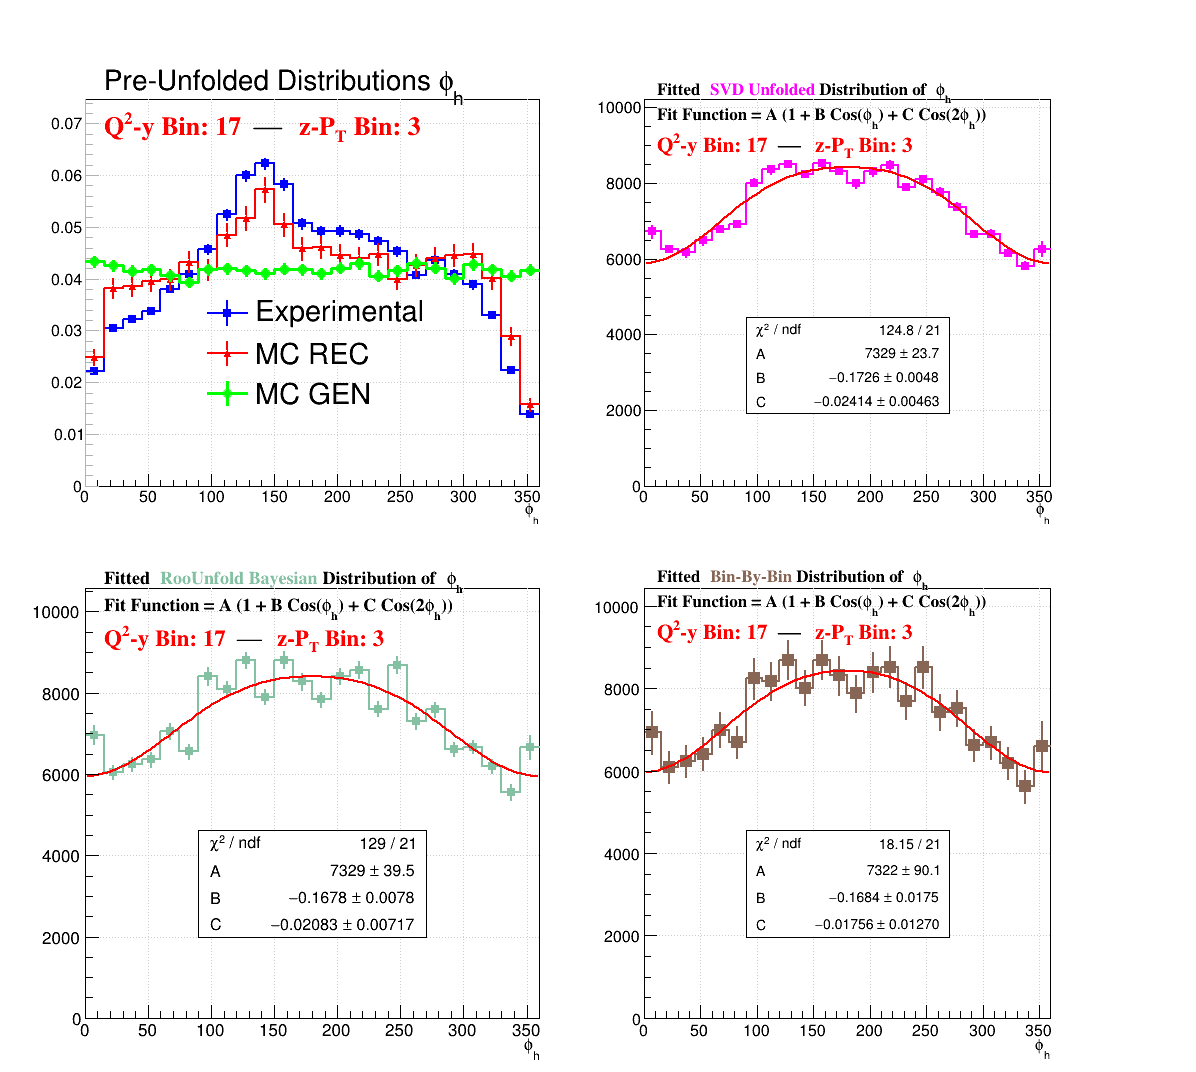 Pre-Unfolded Distributions ϕh
Q2-y Bin: 17 — z-PT Bin: 3
0.07
0.06
0.05
0.04
0.03
0.02
0.01
0
Experimental
MC REC
MC GEN
0 50 100 150 200 250 300 350
ϕh
Fitted SVD Unfolded Distribution of ϕh
Fit Function = A (1 + B Cos(ϕh) + C Cos(2ϕh))
Q2-y Bin: 17 — z-PT Bin: 3
10000
8000
6000
4000
2000
0
χ2 / ndf 124.8 / 21
A 7329 ± 23.7
B −0.1726 ± 0.0048
C −0.02414 ± 0.00463
0 50 100 150 200 250 300 350
ϕh
Fitted RooUnfold Bayesian Distribution of ϕh
Fit Function = A (1 + B Cos(ϕh) + C Cos(2ϕh))
Q2-y Bin: 17 — z-PT Bin: 3
10000
8000
6000
4000
2000
0
χ2 / ndf 129 / 21
A 7329 ± 39.5
B −0.1678 ± 0.0078
C −0.02083 ± 0.00717
0 50 100 150 200 250 300 350
ϕh
Fitted Bin-By-Bin Distribution of ϕh
Fit Function = A (1 + B Cos(ϕh) + C Cos(2ϕh))
Q2-y Bin: 17 — z-PT Bin: 3
10000
8000
6000
4000
2000
0
χ2 / ndf 18.15 / 21
A 7322 ± 90.1
B −0.1684 ± 0.0175
C −0.01756 ± 0.01270
0 50 100 150 200 250 300 350
ϕh